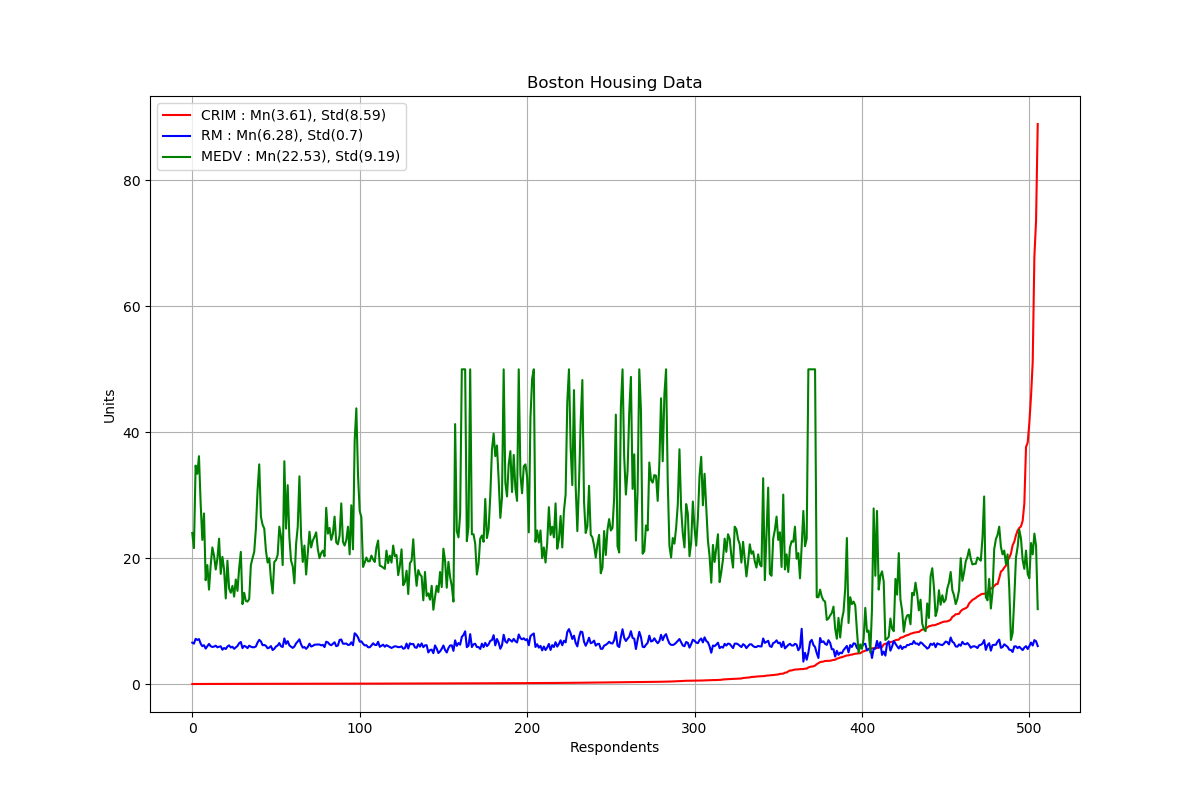 Boston Housing Data
CRIM : Mn(3.61), Std(8.59)
RM : Mn(6.28), Std(0.7)
MEDV : Mn(22.53), Std(9.19)
80
60
40
20
0
Units
0 100 200 300 400 500
Respondents